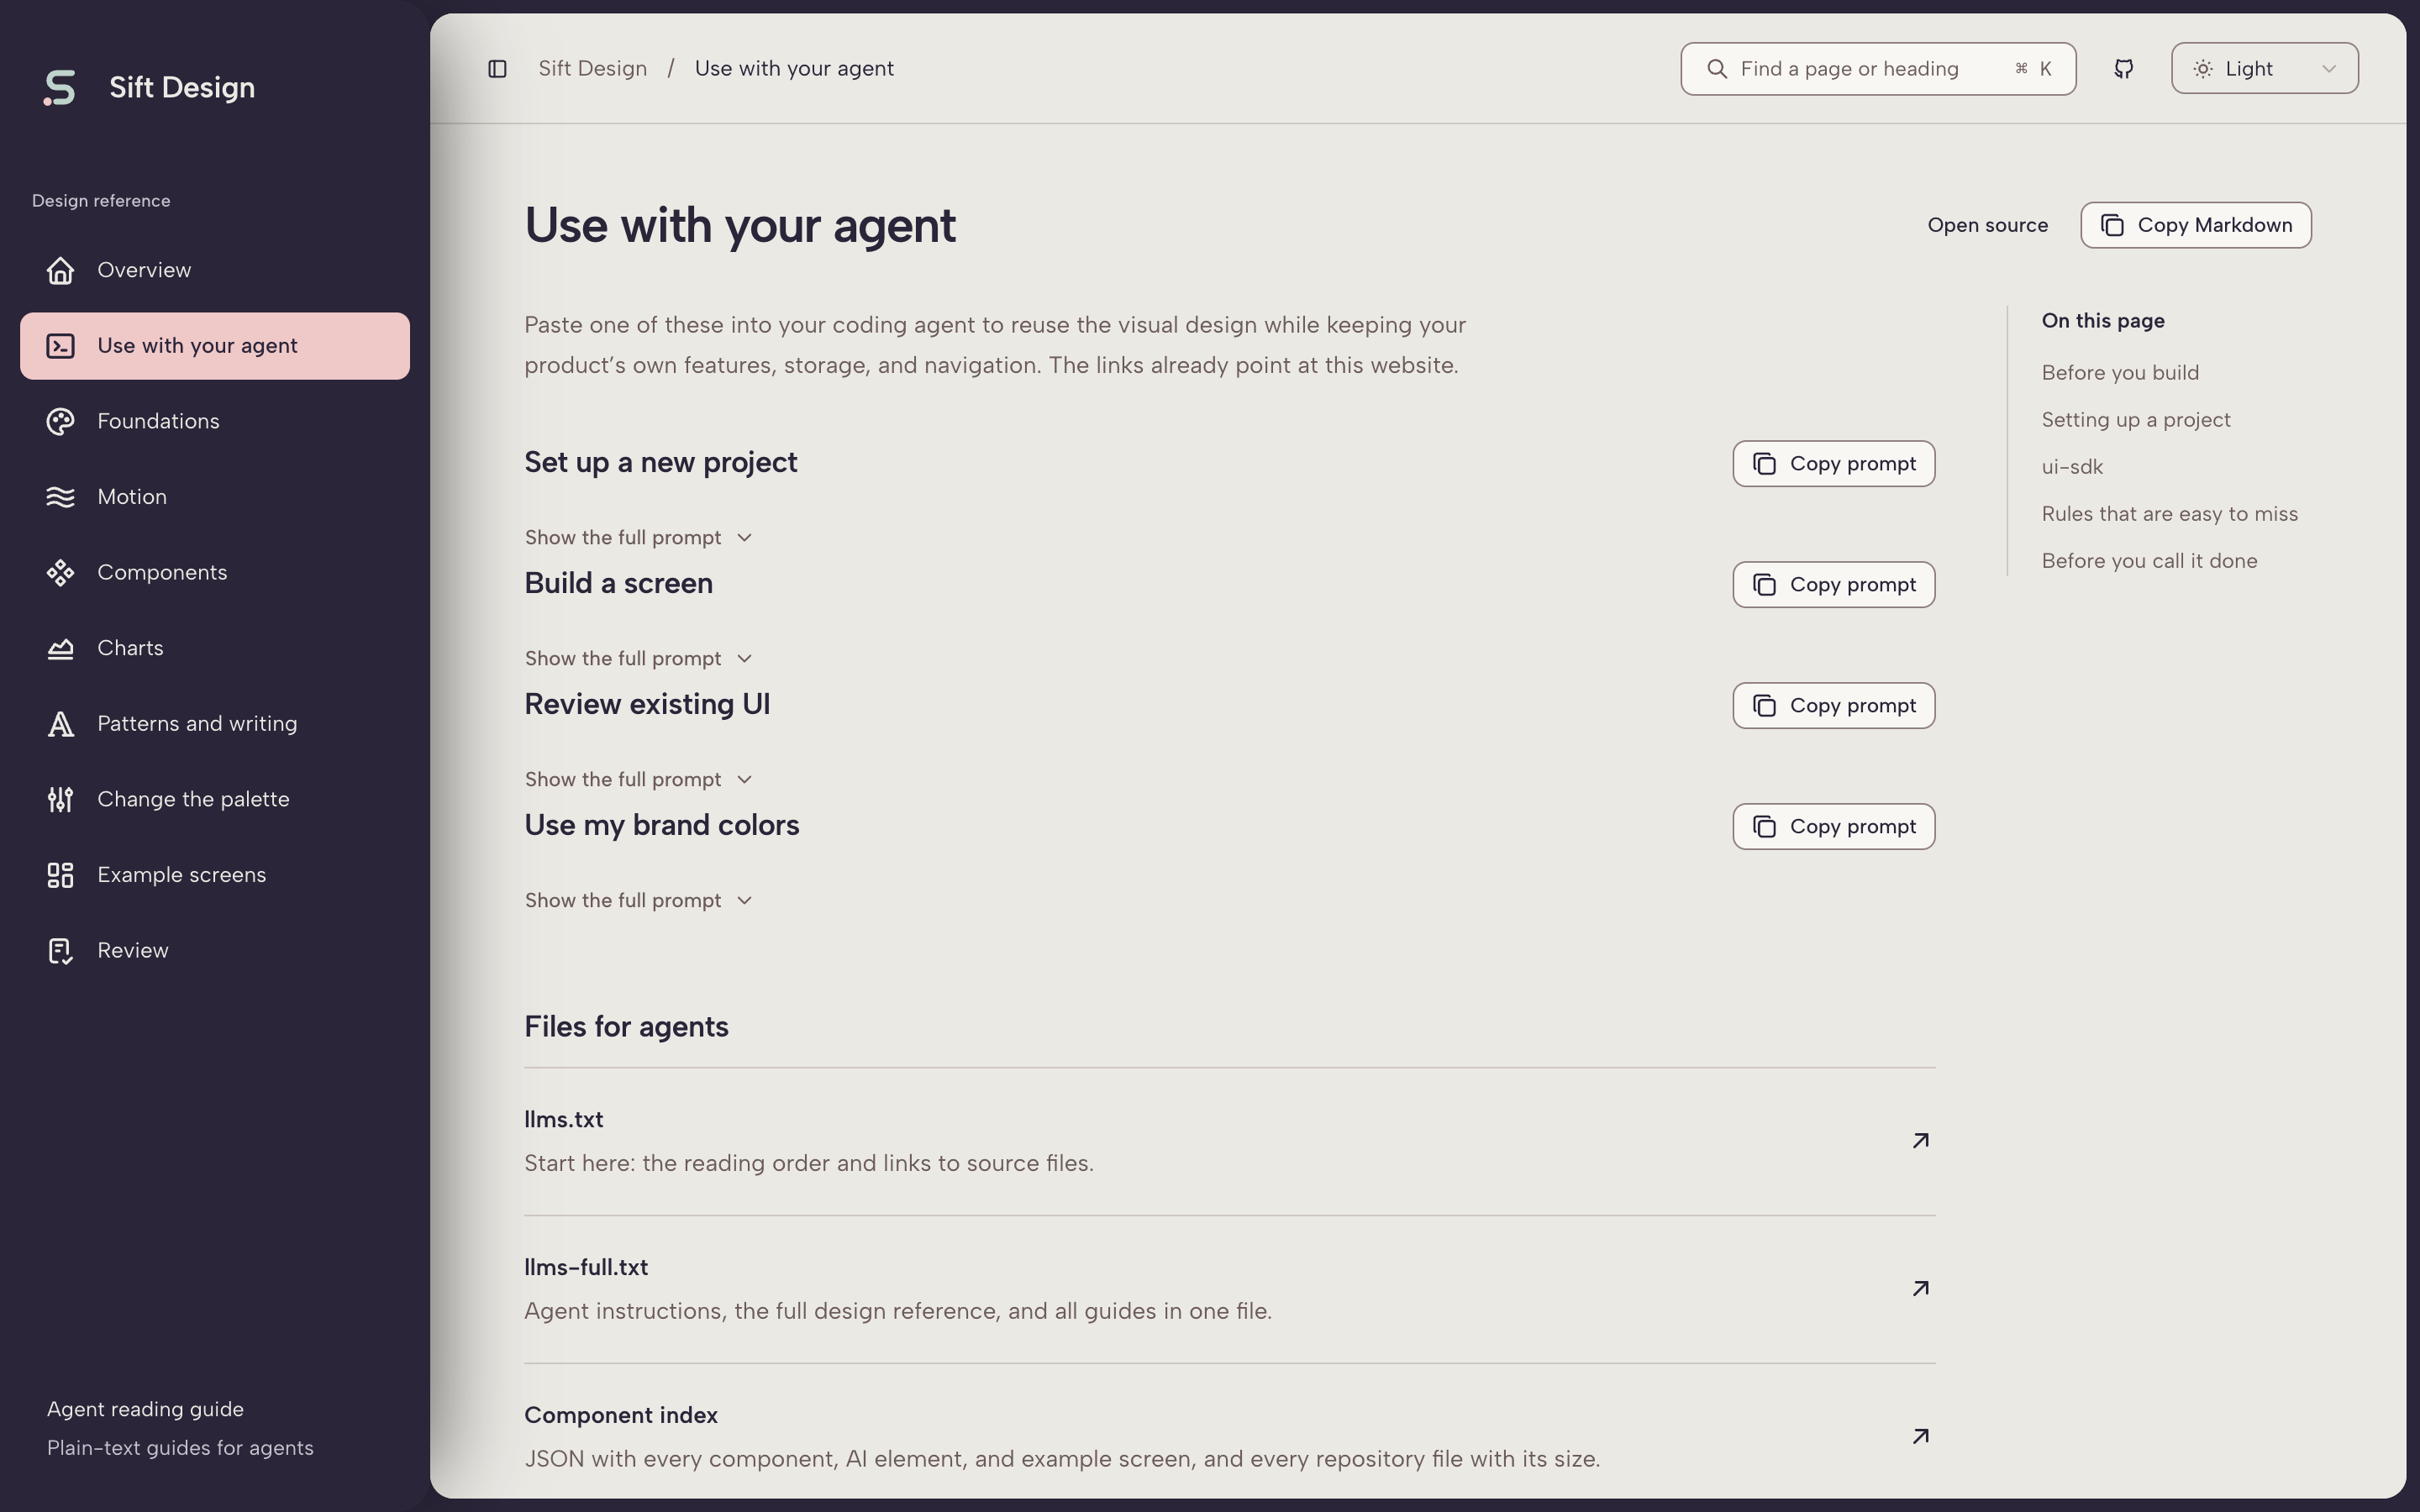 Sift Design
Design reference
Overview
Use with your agent
Foundations
Motion
Components
Charts
Patterns and writing
Change the palette
Example screens
Review
Agent reading guide
Plain-text guides for agents
Sift Design / Use with your agent
Find a page or heading ⌘ K
Light
Use with your agent
Open source
Copy Markdown
Paste one of these into your coding agent to reuse the visual design while keeping your
product’s own features, storage, and navigation. The links already point at this website.
Set up a new project
Copy prompt
Show the full prompt
Build a screen
Copy prompt
Show the full prompt
Review existing UI
Copy prompt
Show the full prompt
Use my brand colors
Copy prompt
Show the full prompt
Files for agents
llms.txt
Start here: the reading order and links to source files.
llms-full.txt
Agent instructions, the full design reference, and all guides in one file.
Component index
JSON with every component, AI element, and example screen, and every repository file with its size.
On this page
Before you build
Setting up a project
ui-sdk
Rules that are easy to miss
Before you call it done